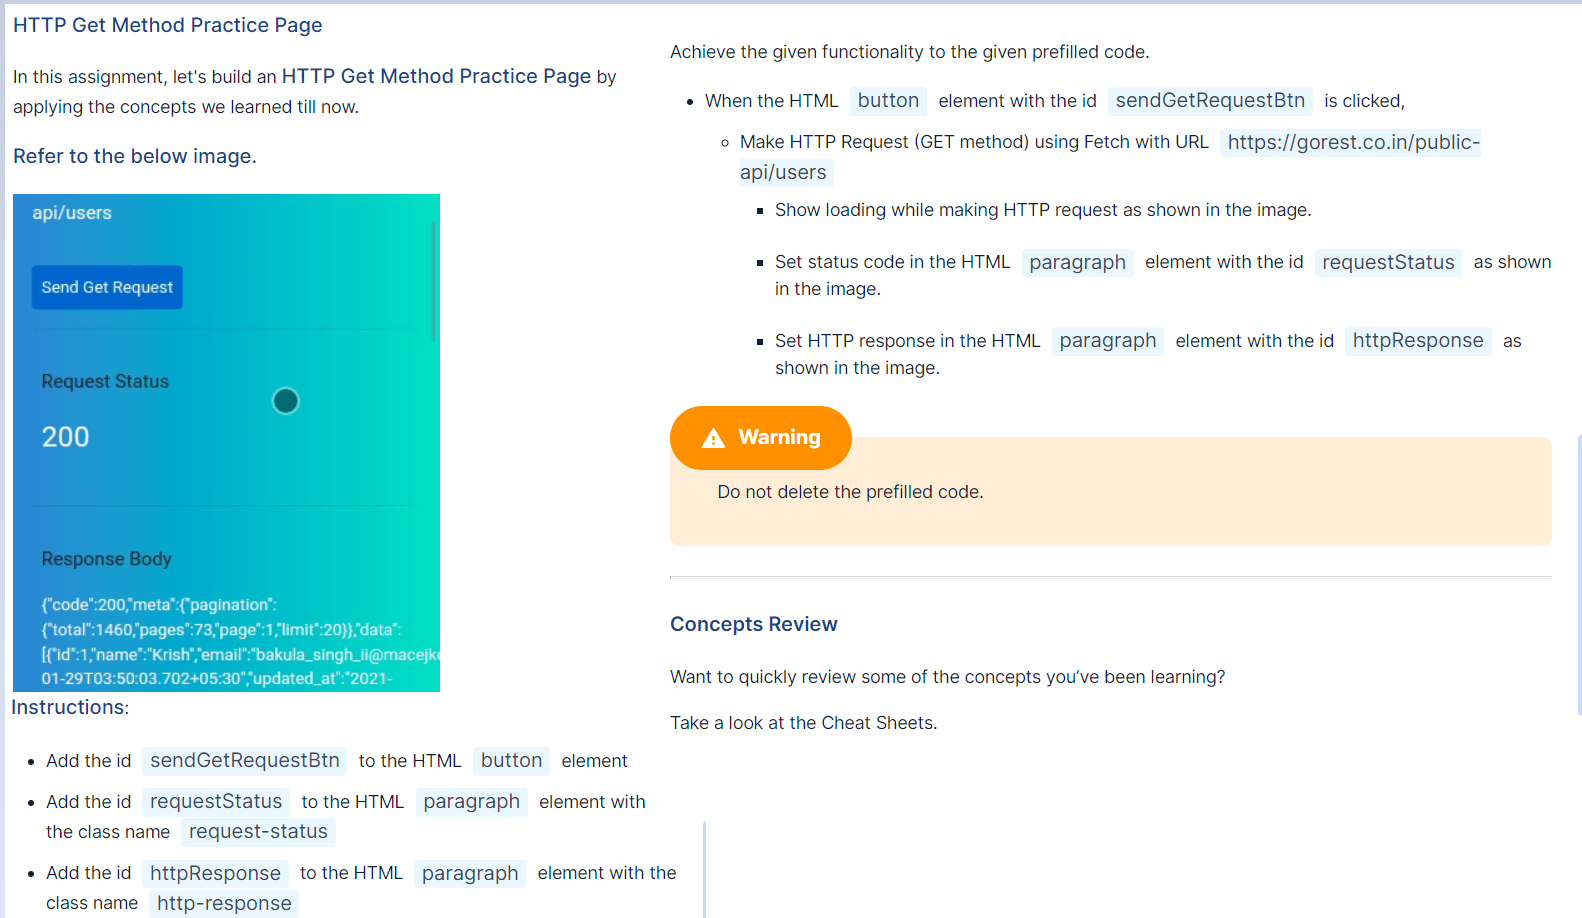 HTTP Get Method Practice Page
In this assignment, let's build an HTTP Get Method Practice Page by
applying the concepts we learned till now.
Refer to the below image.
api/users
Send Get Request
Request Status
200
Response Body
{"code":200,"meta":{"pagination":
{"total":1460,"pages":73,"page":1,"limit":20}},"data":
[{"id":1,"name":"Krish","email":"bakula_singh_ii@macejk
01-29T03:50:03.702+05:30","updated_at":"2021-
Instructions:
Add the id sendGetRequestBtn to the HTML button element
Add the id requestStatus to the HTML paragraph element with
the class name request-status
Add the id httpResponse to the HTML paragraph element with the
class name http-response
Achieve the given functionality to the given prefilled code.
When the HTML button element with the id sendGetRequestBtn is clicked,
Make HTTP Request (GET method) using Fetch with URL https://gorest.co.in/public-
api/users
Show loading while making HTTP request as shown in the image.
Set status code in the HTML paragraph element with the id requestStatus as shown
in the image.
Set HTTP response in the HTML paragraph element with the id httpResponse as
shown in the image.
Warning
Do not delete the prefilled code.
Concepts Review
Want to quickly review some of the concepts you’ve been learning?
Take a look at the Cheat Sheets.